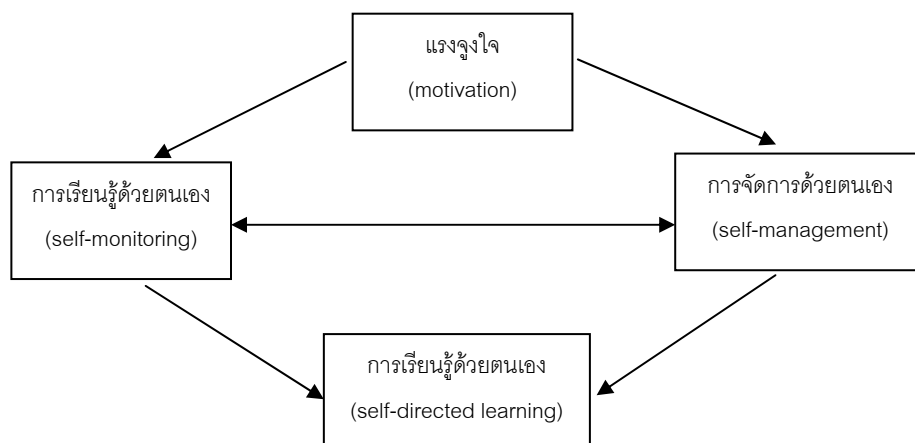 แรงจูงใจ
(motivation)
การเรียนรู้ด้วยตนเอง
(self-monitoring)
การจัดการด้วยตนเอง
(self-management)
การเรียนรู้ด้วยตนเอง
(self-directed learning)